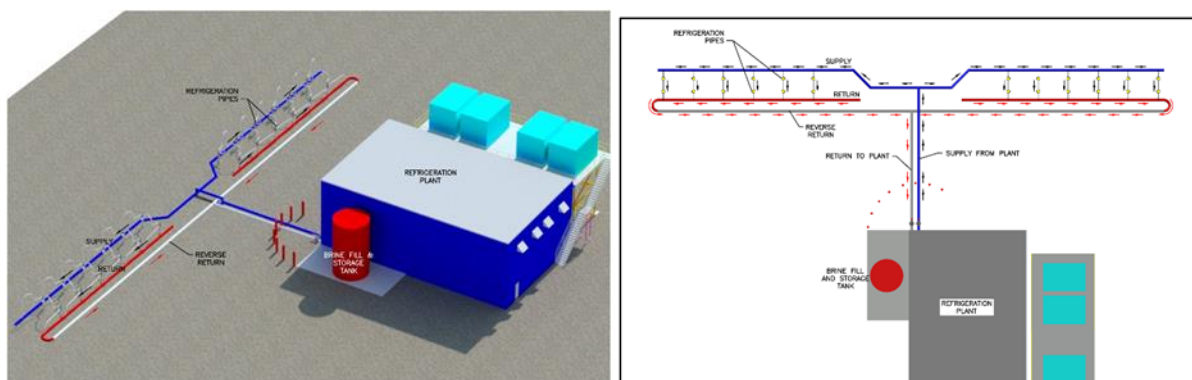 REFRIGERATION
PIPES
REFRIGERATION
PLANT
SUPPLY
RETURN
REVERSE
RETURN
BRINE FILL &
STORAGE
TANK
REFRIGERATION
PIPES
SUPPLY
RETURN
REVERSE
RETURN
RETURN TO PLANT
SUPPLY FROM PLANT
BRINE FILL
AND STORAGE
TANK
REFRIGERATION
PLANT